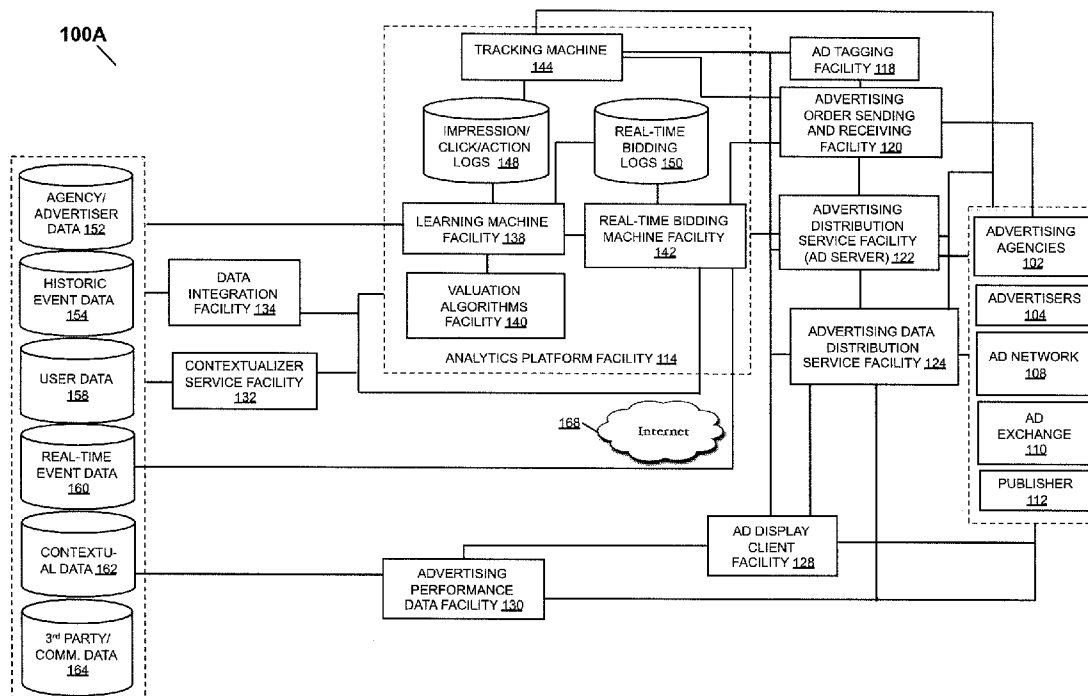 100A
TRACKING MACHINE
144
IMPRESSION/
CLICK/ACTION
LOGS 148
REAL-TIME
BIDDING
LOGS 150
LEARNING MACHINE
FACILITY 138
REAL-TIME BIDDING
MACHINE FACILITY
142
VALUATION
ALGORITHMS
FACILITY 140
ANALYTICS PLATFORM FACILITY 114
AD TAGGING
FACILITY 118
ADVERTISING
ORDER SENDING
AND RECEIVING
FACILITY 120
ADVERTISING
DISTRIBUTION
SERVICE FACILITY
(AD SERVER) 122
ADVERTISING DATA
DISTRIBUTION
SERVICE FACILITY
124
ADVERTISING
AGENCIES
102
ADVERTISERS
104
AD NETWORK
108
AD
EXCHANGE
110
PUBLISHER
112
AGENCY/
ADVERTISER
DATA 152
HISTORIC
EVENT DATA
154
USER DATA
158
REAL-TIME
EVENT DATA
160
CONTEXTU-
AL DATA 162
3rd PARTY/
COMM. DATA
164
DATA
INTEGRATION
FACILITY 134
CONTEXTUALIZER
SERVICE FACILITY
132
168
Internet
AD DISPLAY
CLIENT
FACILITY 128
ADVERTISING
PERFORMANCE
DATA FACILITY 130